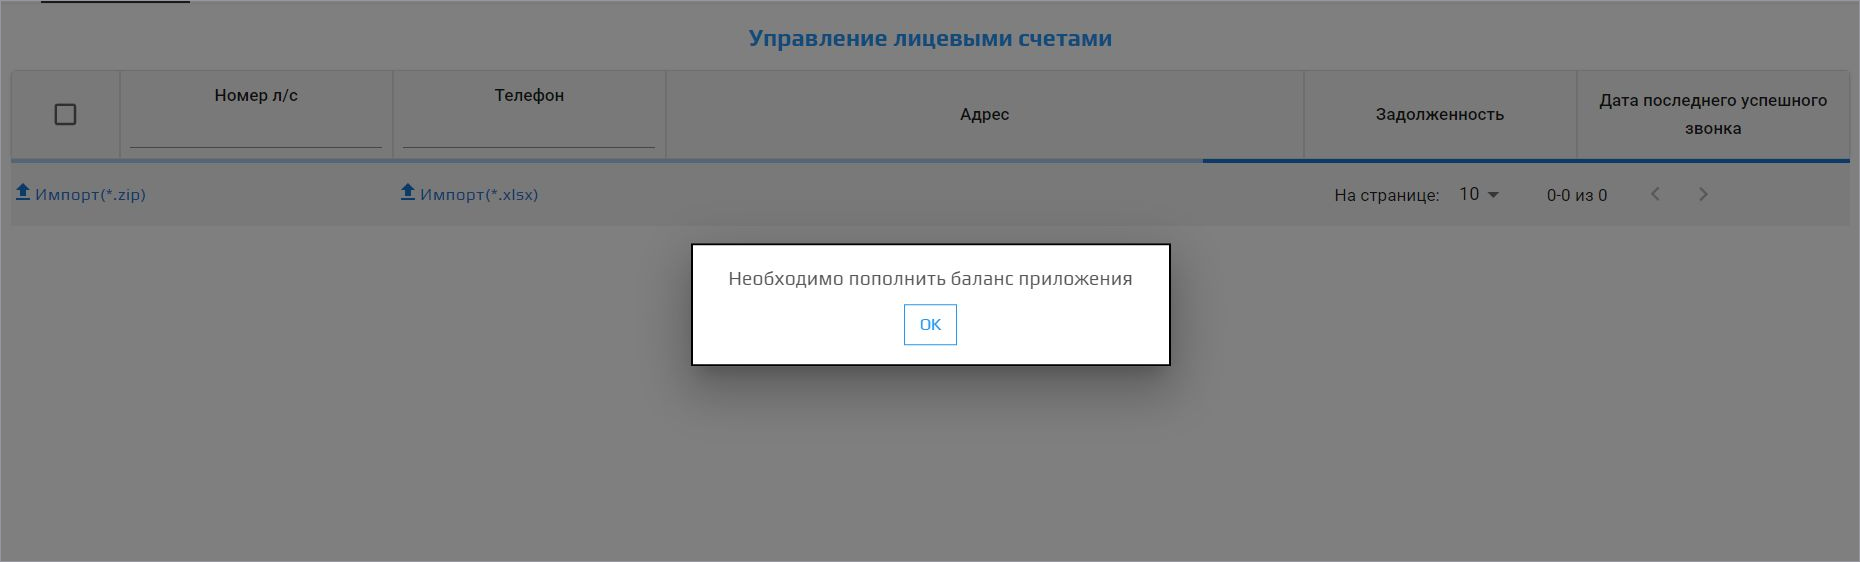 Управление лицевыми счетами
Номер л/с
Телефон
Адрес
Задолженность
Дата последнего успешного
звонка
Импорт(*.zip)
Импорт(*.xlsx)
На странице:
10
0-0 из 0
Необходимо пополнить баланс приложения
ОК